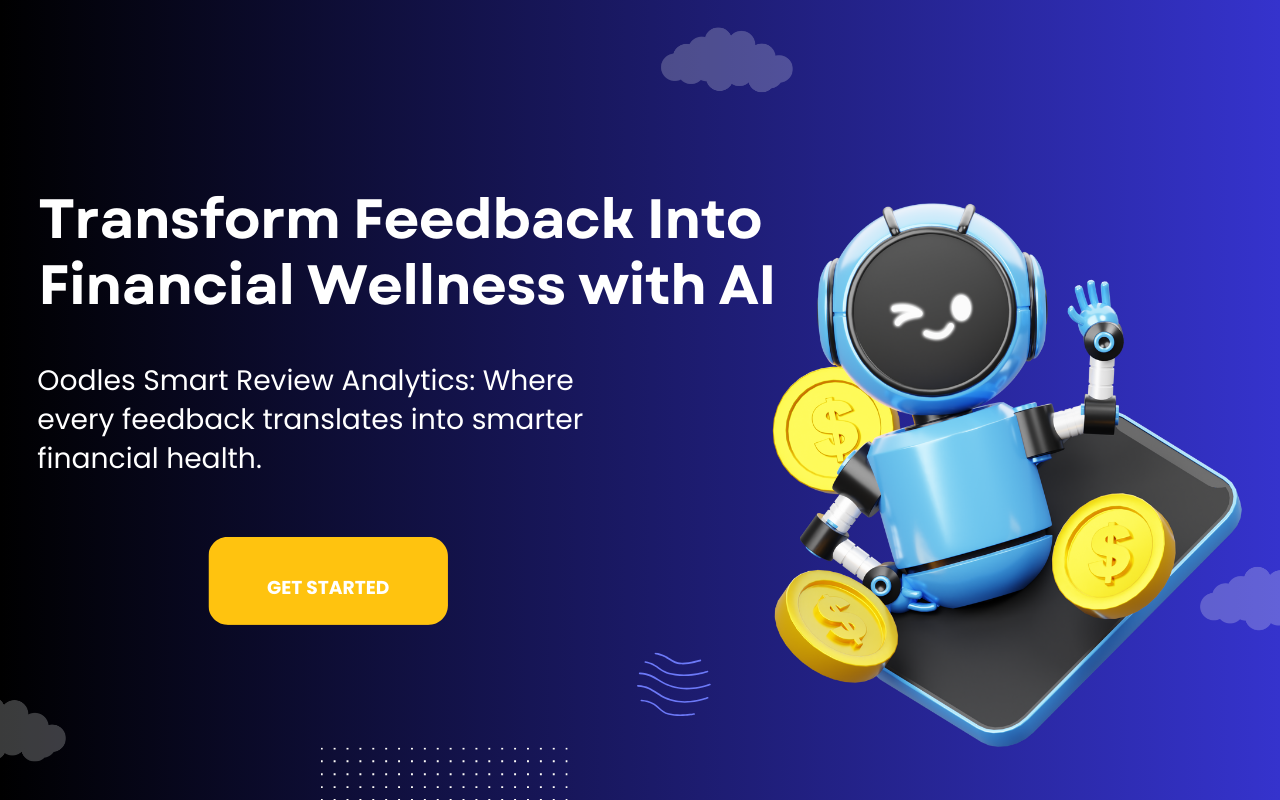 Transform Feedback Into
Financial Wellness with AI
Oodles Smart Review Analytics: Where
every feedback translates into smarter
financial health.
GET STARTED
$
$
$